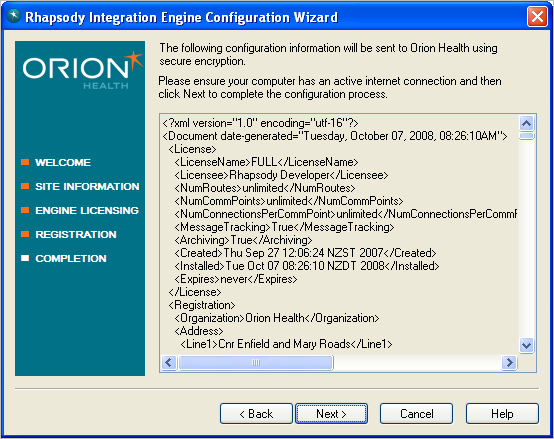 Rhapsody Integration Engine Configuration Wizard
ORION
HEALTH
WELCOME
SITE INFORMATION
ENGINE LICENSING
REGISTRATION
COMPLETION
The following configuration information will be sent to Orion Health using
secure encryption.
Please ensure your computer has an active internet connection and then
click Next to complete the configuration process.
<?xml version="1.0" encoding="utf-16"?>
<Document date-generated="Tuesday, October 07, 2008, 08:26:10AM">
<License>
<LicenseName>FULL</LicenseName>
<Licensee>Rhapsody Developer</Licensee>
<NumRoutes>unlimited</NumRoutes>
<NumCommPoints>unlimited</NumCommPoints>
<NumConnectionsPerCommPoint>unlimited</NumConnectionsPerCommF
<MessageTracking>True</MessageTracking>
<Archiving>True</Archiving>
<Created>Thu Sep 27 12:06:24 NZST 2007</Created>
<Installed>Tue Oct 07 08:26:10 NZDT 2008</Installed>
<Expires>never</Expires>
</License>
<Registration>
<Organization>Orion Health</Organization>
<Address>
<Line1>Cnr Enfield and Mary Roads</Line1>
< Back
Next >
Cancel
Help